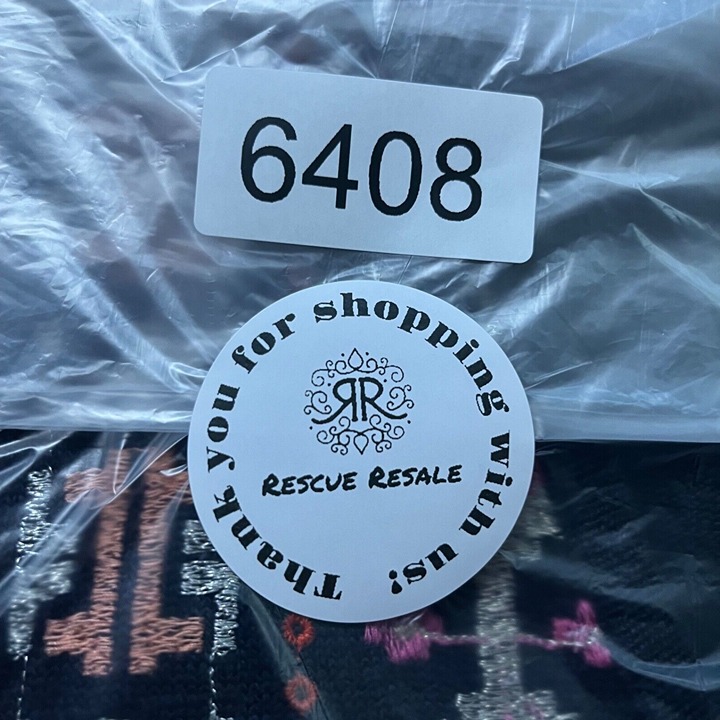 6408
Thank you for shopping with us!
RR
RESCUE RESALE